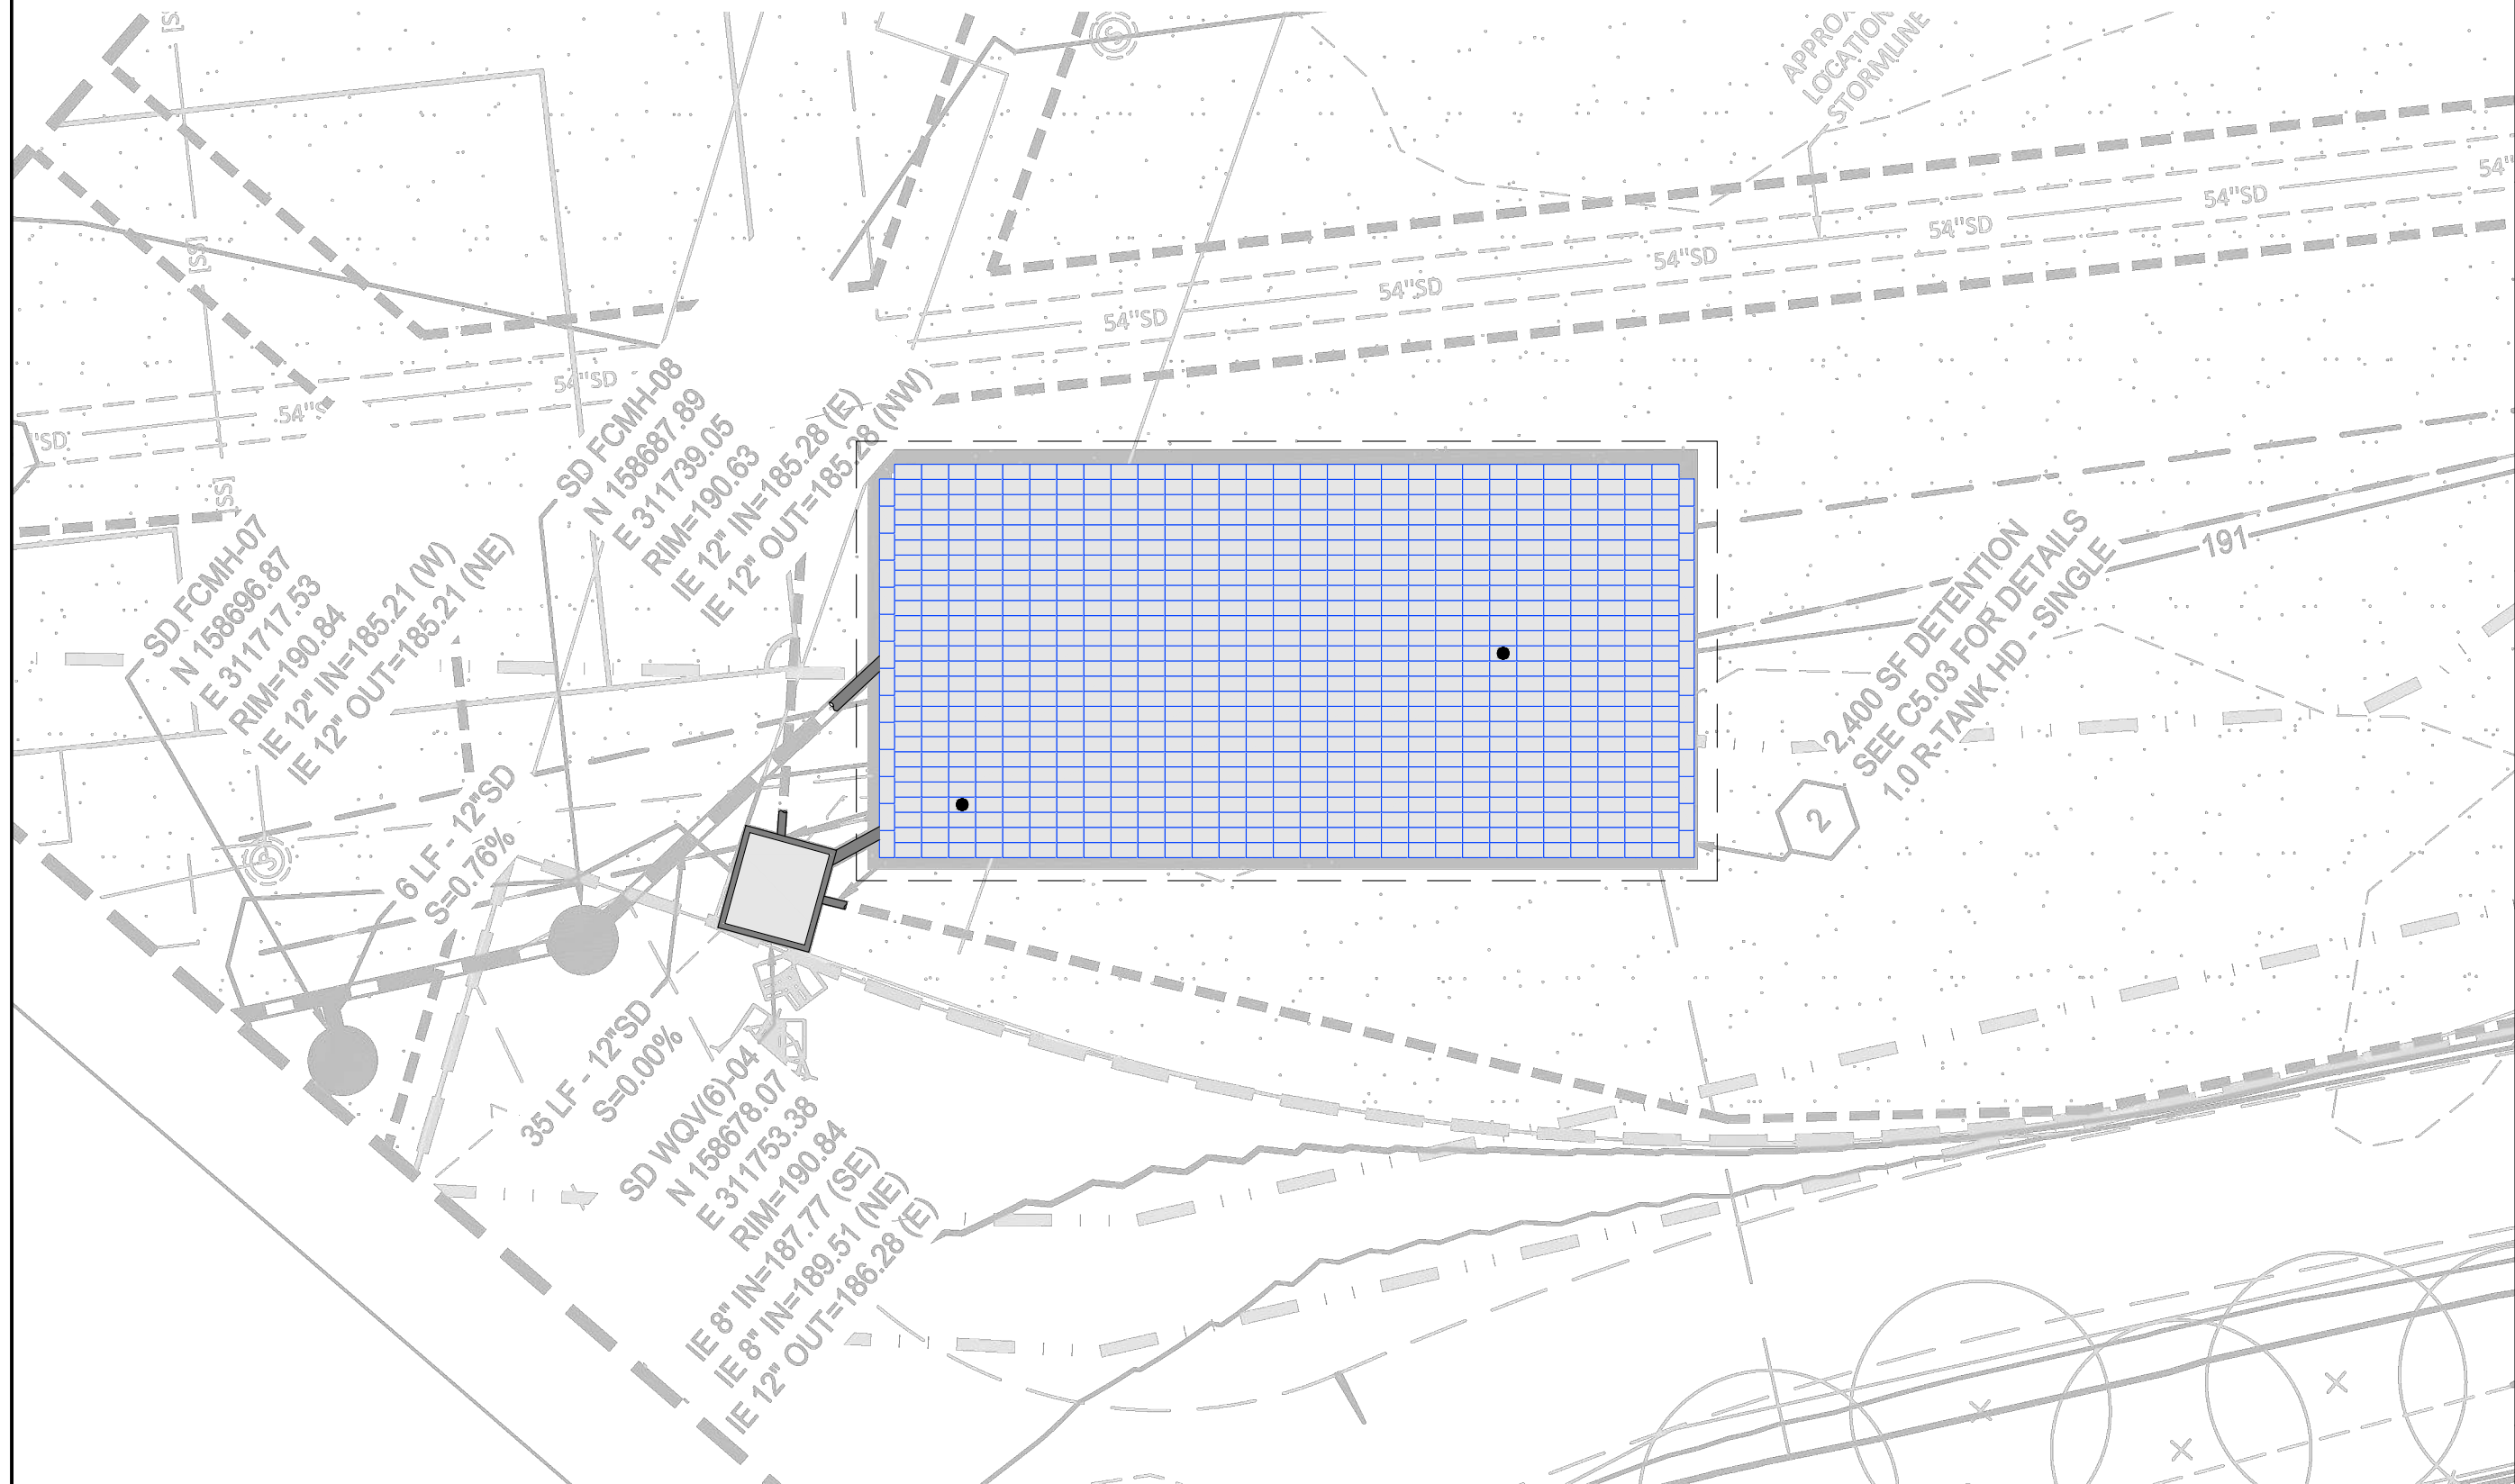 APPROX
LOCATION
STORMLINE
54"SD
54"SD
54"SD
54"SD
54"SD
54"
54"SD
54"S
'SD
[SS]
[SS]
S
SD FCMH-08
N 158687.89
E 311739.05
RIM=190.63
IE 12" IN=185.28 (E)
IE 12" OUT=185.28 (NW)
SD FCMH-07
N 158696.87
E 311717.53
RIM=190.84
IE 12" IN=185.21 (W)
IE 12" OUT=185.21 (NE)
191
2,400 SF DETENTION
SEE C5.03 FOR DETAILS
1.0 R-TANK HD - SINGLE
2
6 LF - 12"SD
S=0.76%
S
35 LF - 12"SD
S=0.00%
SD WQV(6)-04
N 158678.07
E 311753.38
RIM=190.84
IE 8" IN=187.77 (SE)
IE 8" IN=189.51 (NE)
IE 12" OUT=186.28 (E)